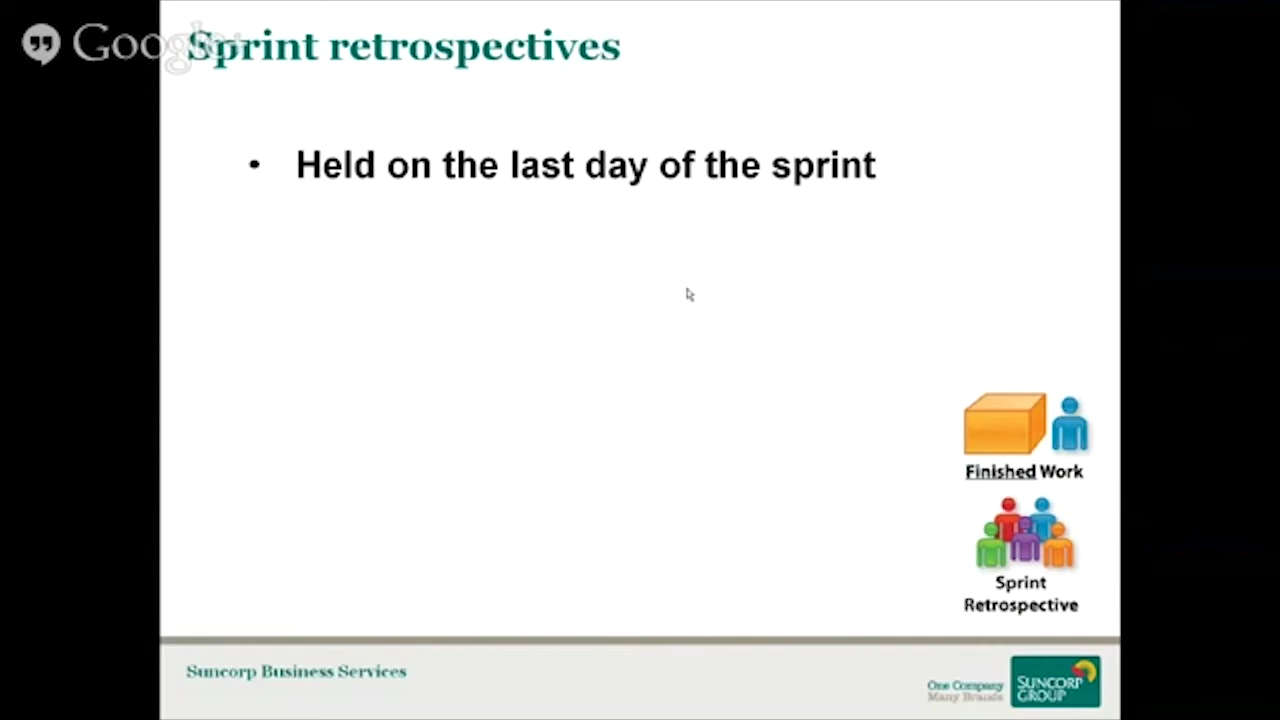 Google+
Sprint retrospectives
• Held on the last day of the sprint
Finished Work
Sprint
Retrospective
Suncorp Business Services
One Company
Many Brands
SUNCORP
GROUP